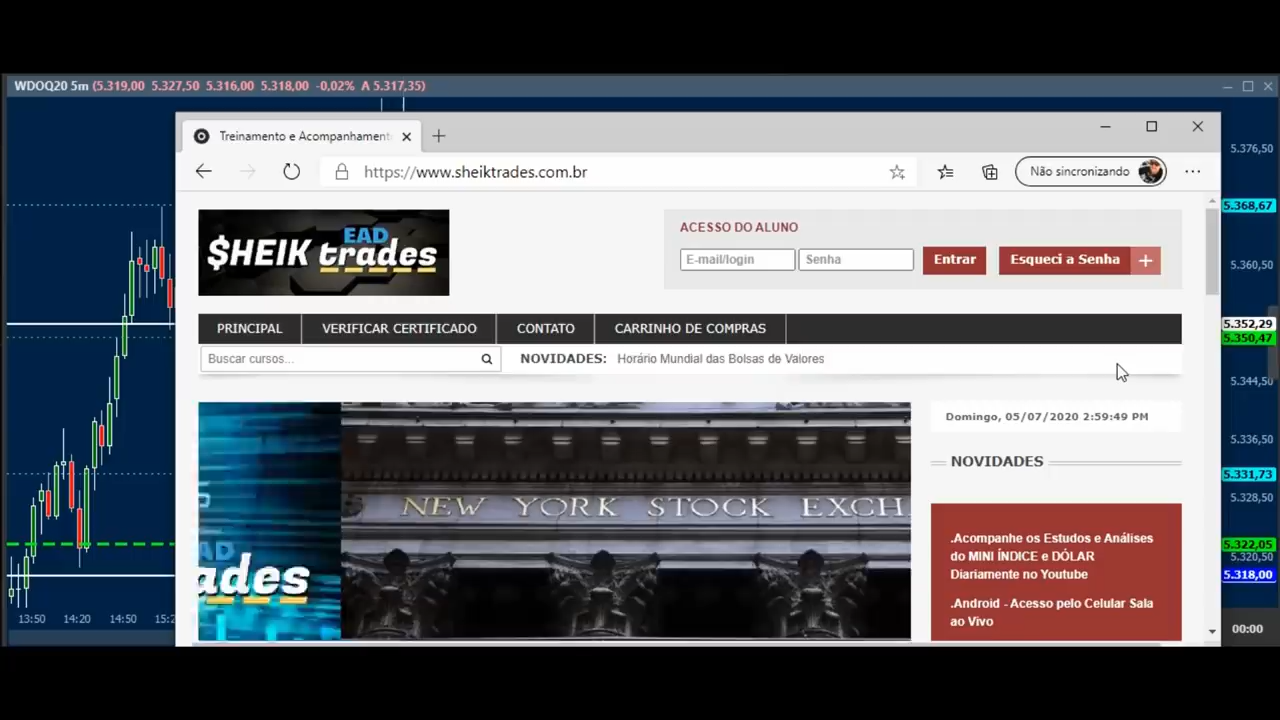 WDOQ20 5m (5.319,00 5.327,50 5.316,00 5.318,00 -0,02% A 5.317,35)
Treinamento e Acompanhament
https://www.sheiktrades.com.br
Não sincronizando
$HEIK EAD trades
ACESSO DO ALUNO
E-mail/login
Senha
Entrar
Esqueci a Senha
+
PRINCIPAL
VERIFICAR CERTIFICADO
CONTATO
CARRINHO DE COMPRAS
Buscar cursos...
NOVIDADES: Horário Mundial das Bolsas de Valores
Domingo, 05/07/2020 2:59:49 PM
NOVIDADES
NEW YORK STOCK EXCH
AD
ades
.Acompanhe os Estudos e Análises
do MINI ÍNDICE e DÓLAR
Diariamente no Youtube
.Android - Acesso pelo Celular Sala
ao Vivo
5.376,50
5.368,67
5.360,50
5.352,29
5.350,47
5.344,50
5.336,50
5.331,73
5.328,50
5.322,05
5.320,50
5.318,00
13:50 14:20 14:50 15:2
00:00